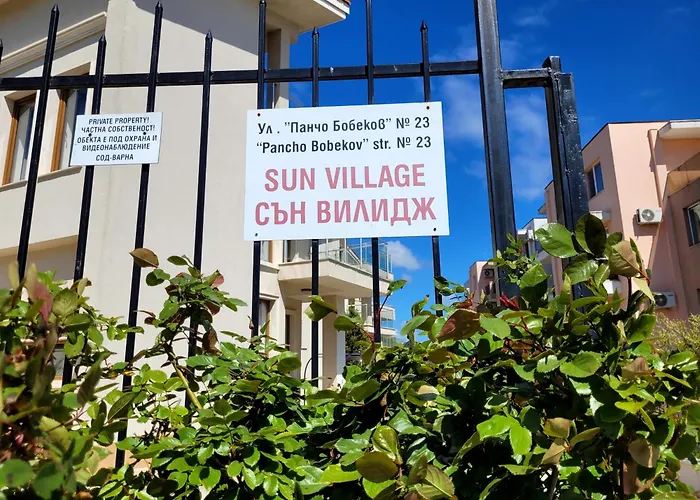 PRIVATE PROPERTY!
ЧАСТНА СОБСТВЕНОСТ!
ОБЕКТА Е ПОД ОХРАНА И
ВИДЕОНАБЛЮДЕНИЕ
СОД-ВАРНА
Ул . "Панчо Бобеков" № 23
"Pancho Bobekov" str. № 23
SUN VILLAGE
СЪН ВИЛИДЖ